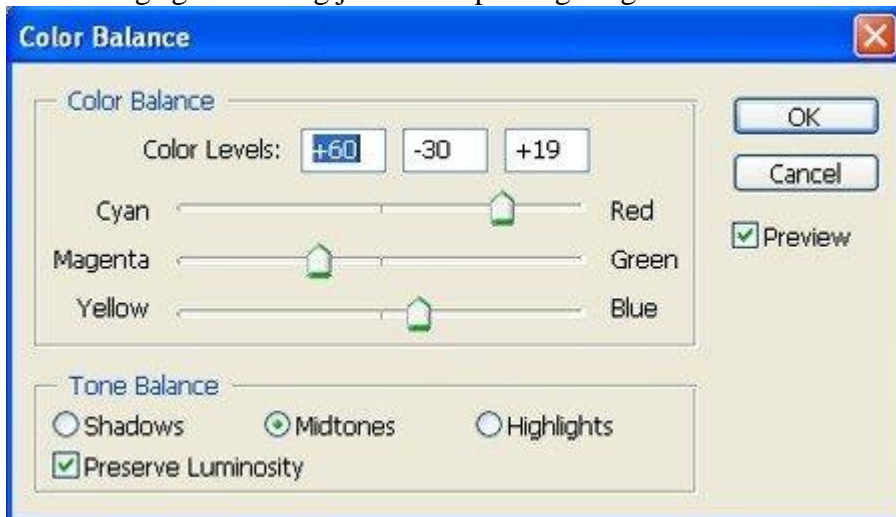 Color Balance
Color Balance
Color Levels: +60 -30 +19
Cyan Red
Magenta Green
Yellow Blue
OK
Cancel
Preview
Tone Balance
Shadows Midtones Highlights
Preserve Luminosity